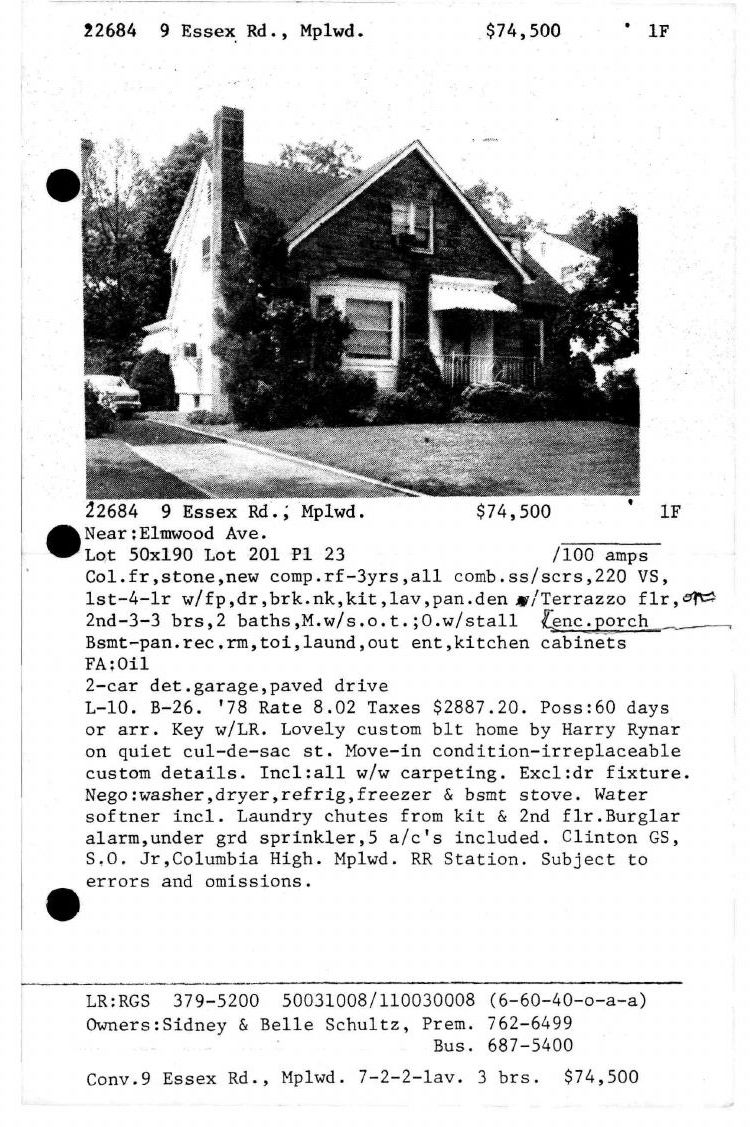 22684 9 Essex Rd., Mplwd. $74,500 1F
22684 9 Essex Rd., Mplwd. $74,500 1F
Near:Elmwood Ave.
Lot 50x190 Lot 201 Pl 23 /100 amps
Col.fr,stone,new comp.rf-3yrs,all comb.ss/scrs,220 VS,
1st-4-lr w/fp,dr,brk.nk,kit,lav,pan.den w/Terrazzo flr,
2nd-3-3 brs,2 baths,M.w/s.o.t.;O.w/stall enc.porch
Bsmt-pan.rec.rm,toi,laund,out ent,kitchen cabinets
FA:Oil
2-car det.garage,paved drive
L-10. B-26. '78 Rate 8.02 Taxes $2887.20. Poss:60 days
or arr. Key w/LR. Lovely custom blt home by Harry Rynar
on quiet cul-de-sac st. Move-in condition-irreplaceable
custom details. Incl:all w/w carpeting. Excl:dr fixture.
Nego:washer,dryer,refrig,freezer & bsmt stove. Water
softner incl. Laundry chutes from kit & 2nd flr.Burglar
alarm,under grd sprinkler,5 a/c's included. Clinton GS,
S.O. Jr,Columbia High. Mplwd. RR Station. Subject to
errors and omissions.
LR:RGS 379-5200 50031008/110030008 (6-60-40-o-a-a)
Owners:Sidney & Belle Schultz, Prem. 762-6499
Bus. 687-5400
Conv.9 Essex Rd., Mplwd. 7-2-2-lav. 3 brs. $74,500